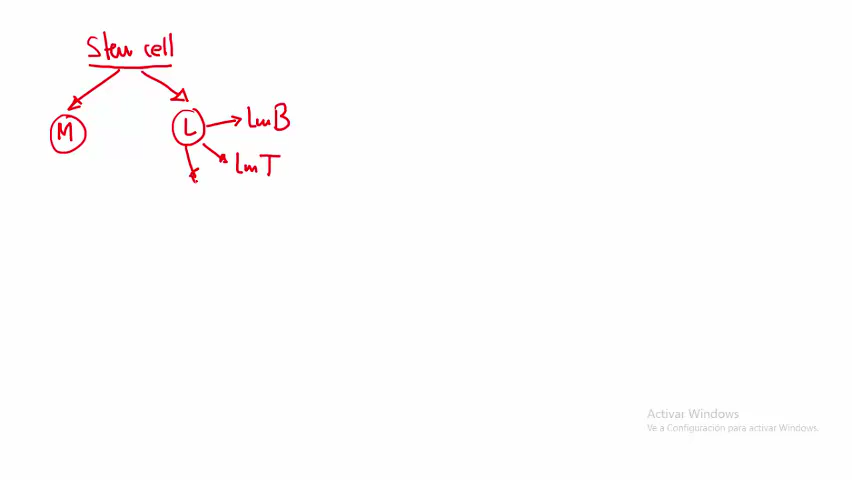 Stem cell
M
L
LmB
LmT
Activar Windows
Ve a Configuración para activar Windows.